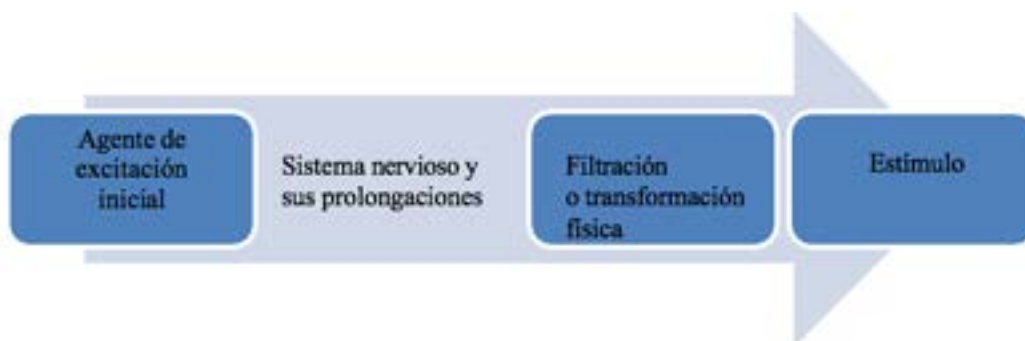 Agente de
excitación
inicial
Sistema nervioso y
sus prolongaciones
Filtración
o transformación
física
Estímulo